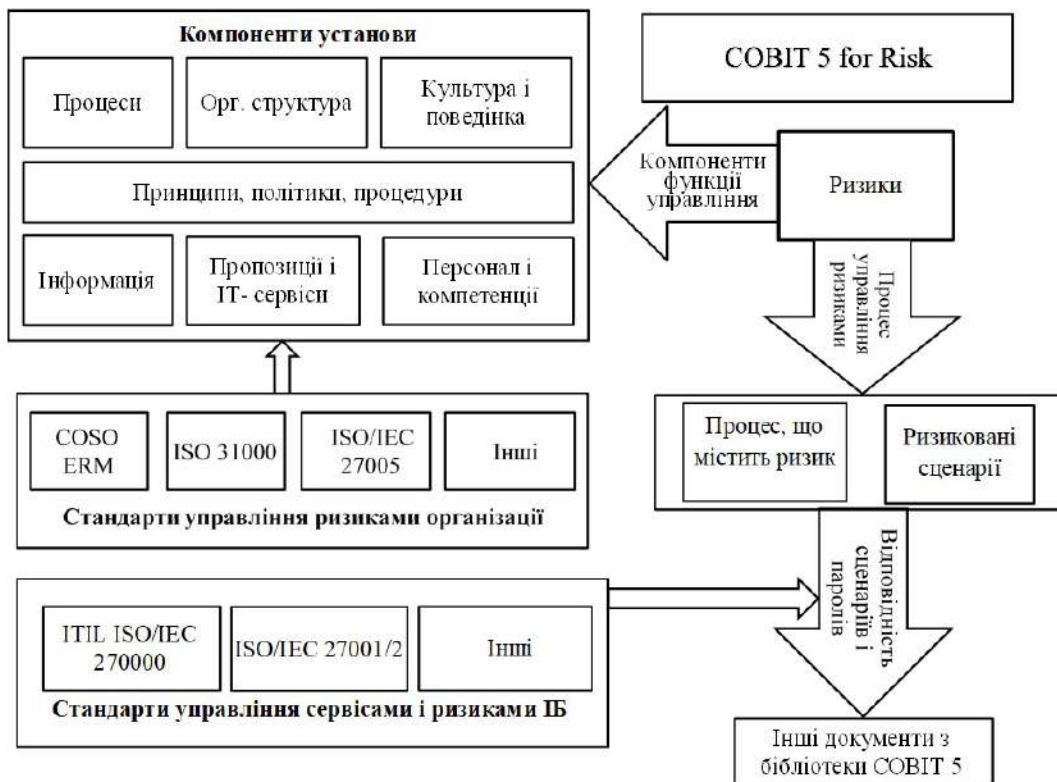 Компоненти установи
Процеси
Орг. структура
Культура і
поведінка
Принципи, політики, процедури
Інформація
Пропозиції і
ІТ- сервіси
Персонал і
компетенції
COBIT 5 for Risk
Компоненти
функції
управління
Ризики
Процес
управління
ризиками
COSO
ERM
ISO 31000
ISO/IEC
27005
Інші
Стандарти управління ризиками організації
Процес, що
містить ризик
Ризиковані
сценарії
ITIL ISO/IEC
270000
ISO/IEC 27001/2
Інші
Стандарти управління сервісами і ризиками ІБ
Відповідність
сценаріїв і
паролів
Інші документи з
бібліотеки COBIT 5